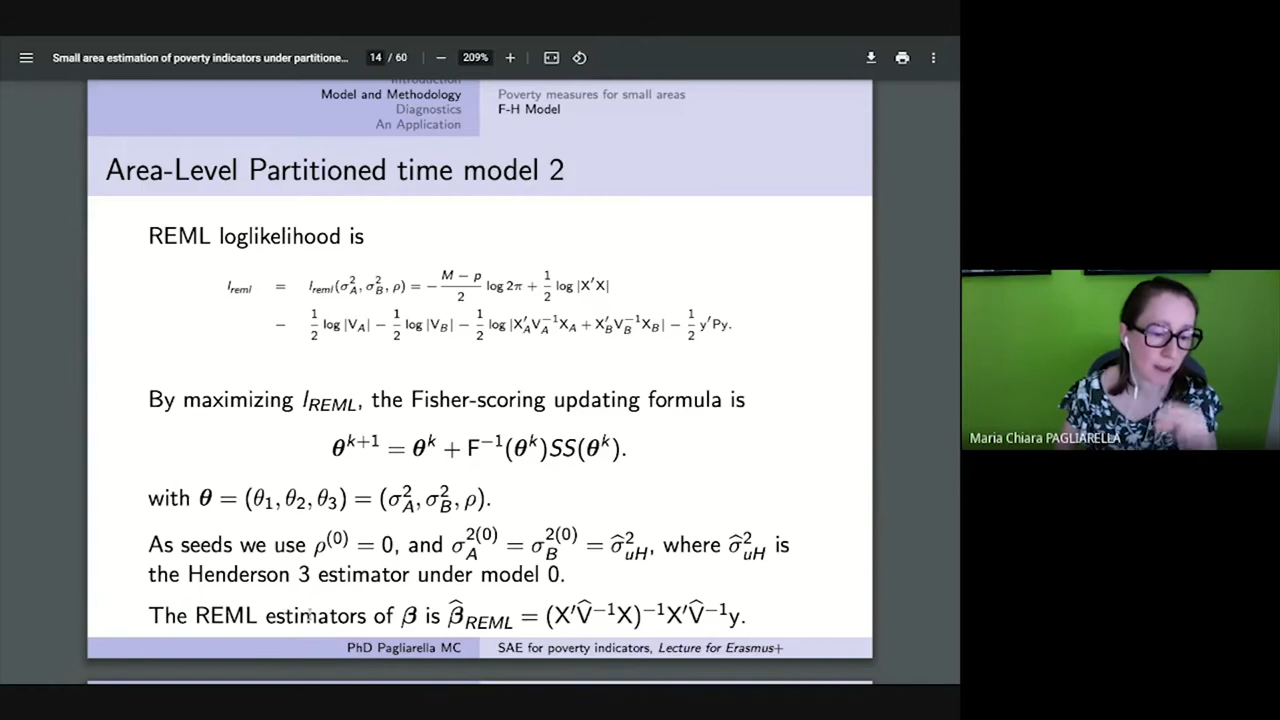 Small area estimation of poverty indicators under partitione... 14 / 60 209%
Introduction
Model and Methodology Poverty measures for small areas
Diagnostics F-H Model
An Application
Area-Level Partitioned time model 2
REML loglikelihood is
l_reml = l_reml(σ²_A, σ²_B, ρ) = − (M − p)/2 log 2π + 1/2 log |X′X|
− 1/2 log |V_A| − 1/2 log |V_B| − 1/2 log |X′_A V_A^−1 X_A + X′_B V_B^−1 X_B| − 1/2 y′Py.
By maximizing l_REML, the Fisher-scoring updating formula is
θ^k+1 = θ^k + F^−1(θ^k)SS(θ^k).
with θ = (θ₁, θ₂, θ₃) = (σ²_A, σ²_B, ρ).
As seeds we use ρ^(0) = 0, and σ_A^2(0) = σ_B^2(0) = σ̂²_uH, where σ̂²_uH is
the Henderson 3 estimator under model 0.
The REML estimators of β is β̂_REML = (X′V̂^−1X)^−1X′V̂^−1y.
PhD Pagliarella MC SAE for poverty indicators, Lecture for Erasmus+
Maria Chiara PAGLIARELLA